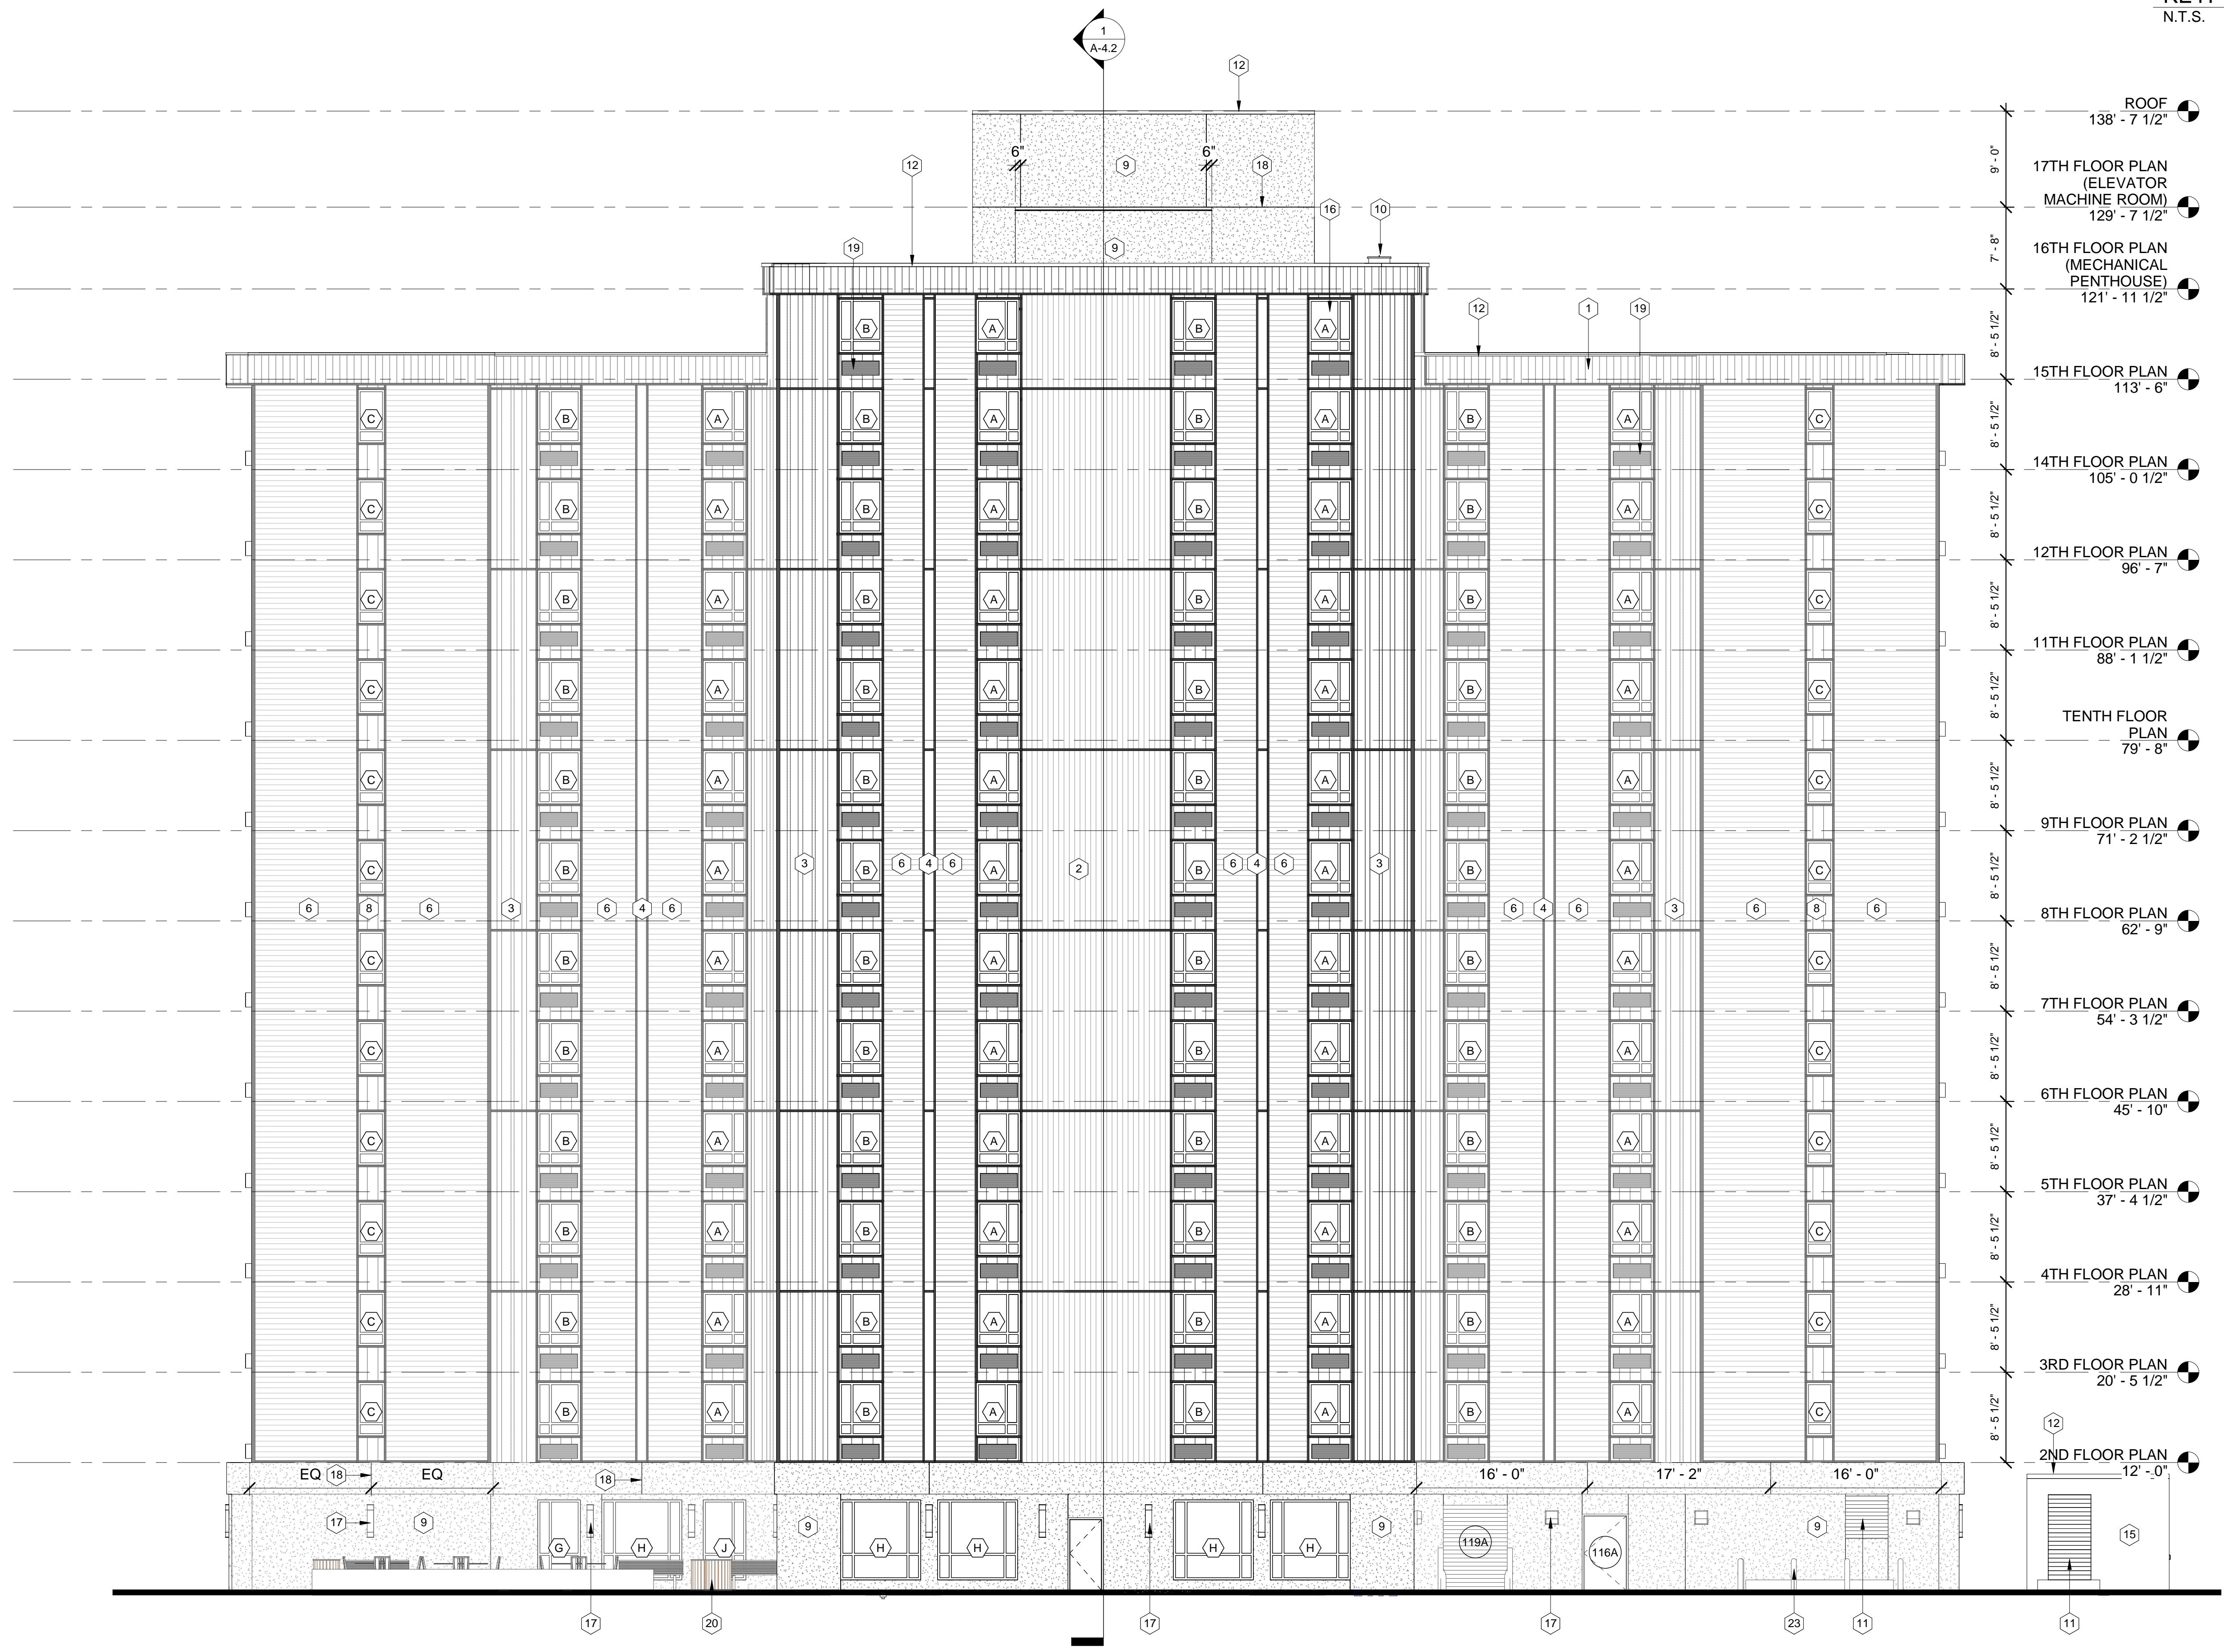 N.T.S.
1
A-4.2
12
ROOF
138' - 7 1/2"
9' - 0"
6"
6"
12
9
18
17TH FLOOR PLAN
(ELEVATOR
MACHINE ROOM)
129' - 7 1/2"
16
10
7' - 8"
19
9
16TH FLOOR PLAN
(MECHANICAL
PENTHOUSE)
121' - 11 1/2"
12
1
19
B
A
B
A
8' - 5 1/2"
15TH FLOOR PLAN
113' - 6"
C
B
A
B
A
B
A
B
A
C
8' - 5 1/2"
14TH FLOOR PLAN
105' - 0 1/2"
C
B
A
B
A
B
A
B
A
C
8' - 5 1/2"
12TH FLOOR PLAN
96' - 7"
C
B
A
B
A
B
A
B
A
C
8' - 5 1/2"
11TH FLOOR PLAN
88' - 1 1/2"
C
B
A
B
A
B
A
B
A
C
8' - 5 1/2"
TENTH FLOOR
PLAN
79' - 8"
C
B
A
B
A
B
A
B
A
C
8' - 5 1/2"
9TH FLOOR PLAN
71' - 2 1/2"
C
B
A
B
A
B
A
B
A
C
8' - 5 1/2"
3
6
4
6
2
6
4
6
3
6
8
6
3
6
4
6
6
4
6
3
6
8
6
8TH FLOOR PLAN
62' - 9"
C
B
A
B
A
B
A
B
A
C
8' - 5 1/2"
7TH FLOOR PLAN
54' - 3 1/2"
C
B
A
B
A
B
A
B
A
C
8' - 5 1/2"
6TH FLOOR PLAN
45' - 10"
C
B
A
B
A
B
A
B
A
C
8' - 5 1/2"
5TH FLOOR PLAN
37' - 4 1/2"
C
B
A
B
A
B
A
B
A
C
8' - 5 1/2"
4TH FLOOR PLAN
28' - 11"
C
B
A
B
A
B
A
B
A
C
8' - 5 1/2"
3RD FLOOR PLAN
20' - 5 1/2"
C
B
A
B
A
B
A
B
A
C
8' - 5 1/2"
12
2ND FLOOR PLAN
12' - 0"
EQ
18
EQ
18
16' - 0"
17' - 2"
16' - 0"
17
9
9
9
17
9
15
G
H
J
H
H
H
H
119A
116A
17
20
17
17
23
11
11